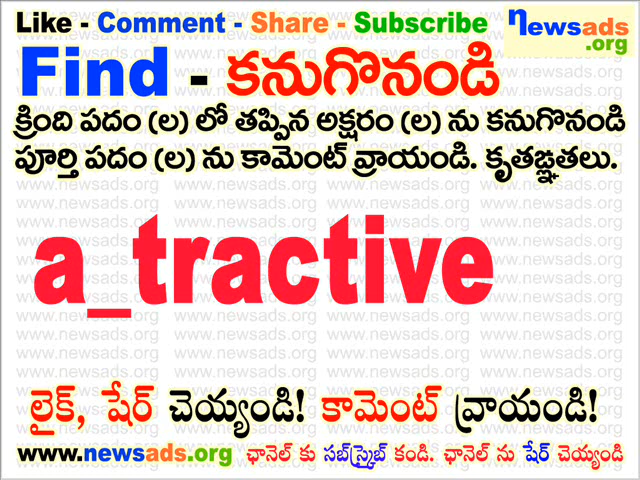 Like - Comment - Share - Subscribe
newsads
.org
Find - కనుగొనండి
క్రింది పదం (ల) లో తప్పిన అక్షరం (ల) ను కనుగొనండి
పూర్తి పదం (ల) ను కామెంట్ వ్రాయండి. కృతఙ్ఞతలు.
a_tractive
లైక్, షేర్ చెయ్యండి! కామెంట్ వ్రాయండి!
www.newsads.org ఛానెల్ కు సబ్‌స్క్రైబ్ కండి. ఛానెల్ ను షేర్ చెయ్యండి